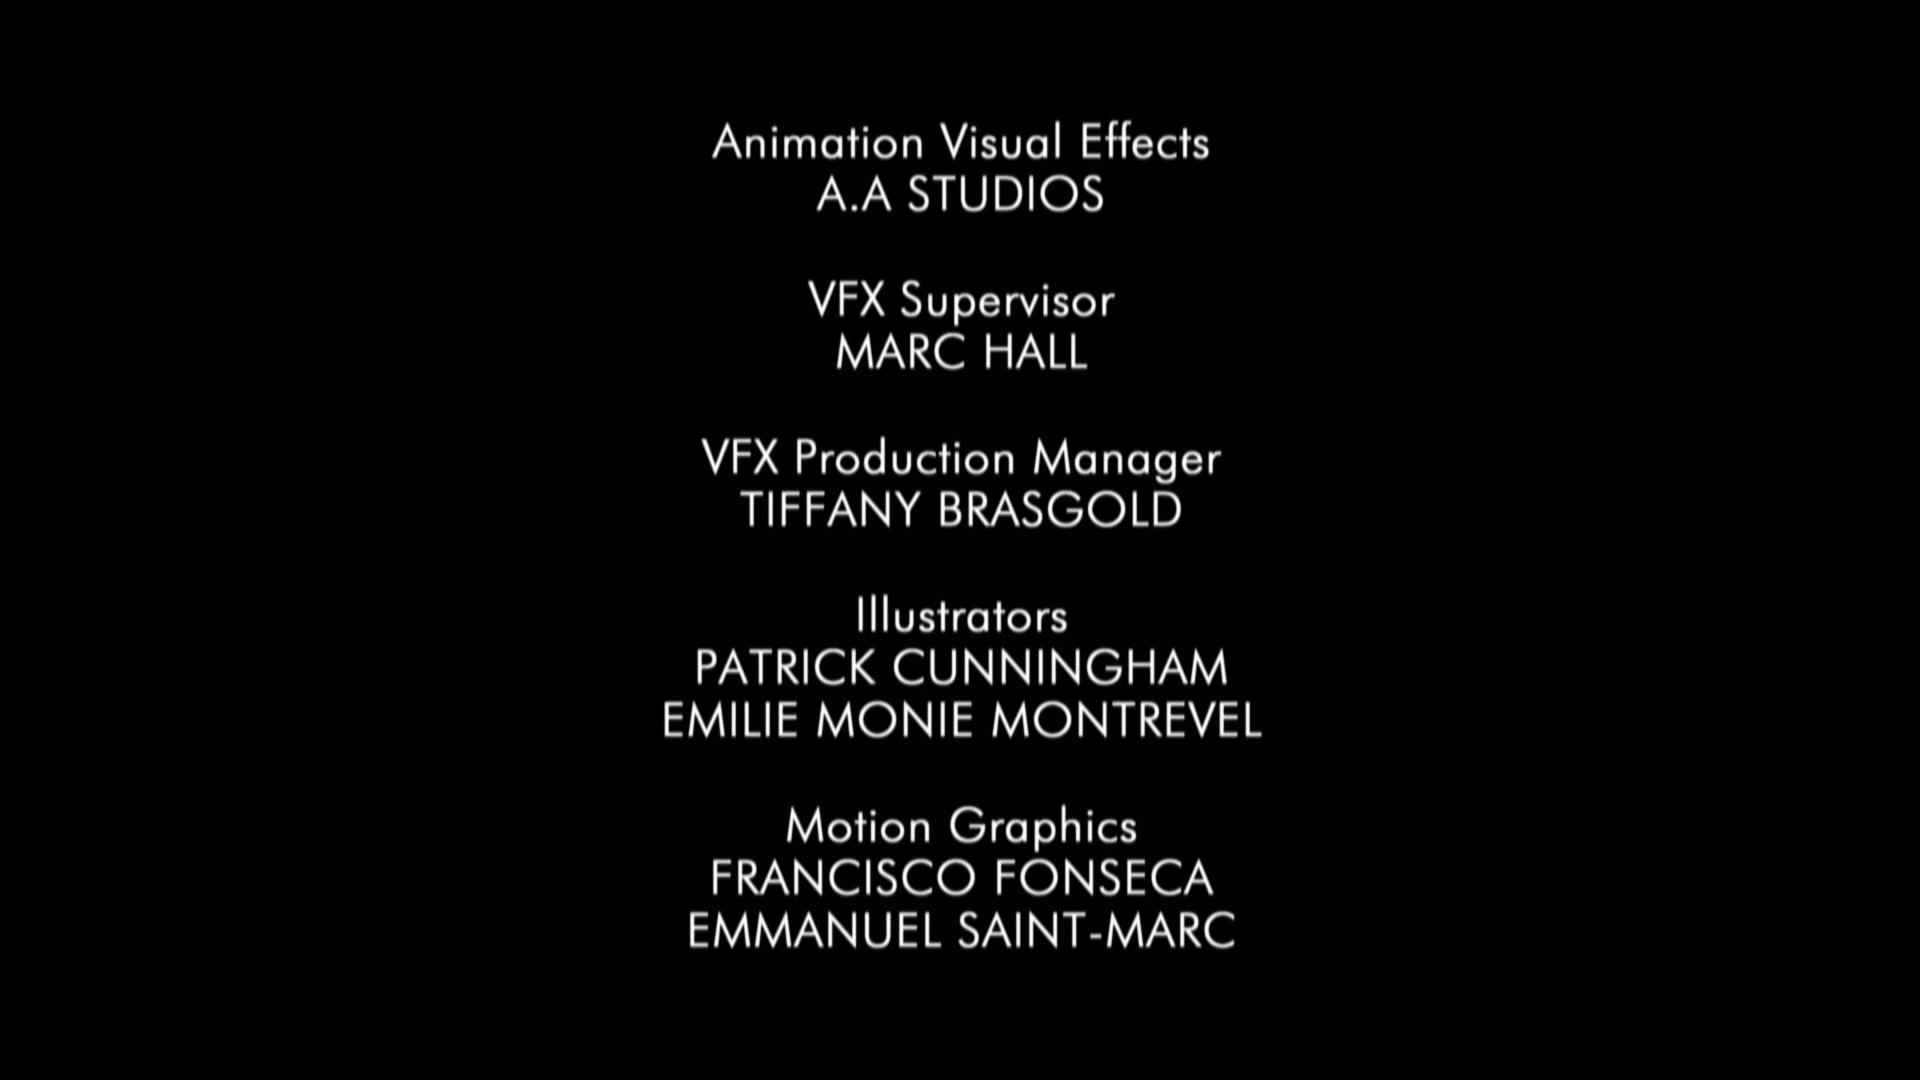 Animation Visual Effects
A.A STUDIOS
VFX Supervisor
MARC HALL
VFX Production Manager
TIFFANY BRASGOLD
Illustrators
PATRICK CUNNINGHAM
EMILIE MONIE MONTREVEL
Motion Graphics
FRANCISCO FONSECA
EMMANUEL SAINT-MARC